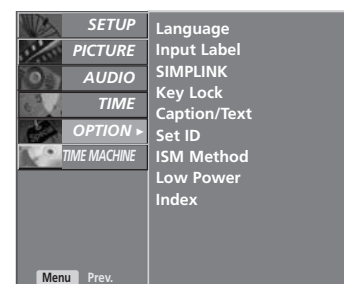 SETUP
PICTURE
AUDIO
TIME
OPTION ►
TIME MACHINE
Language
Input Label
SIMPLINK
Key Lock
Caption/Text
Set ID
ISM Method
Low Power
Index
Menu Prev.